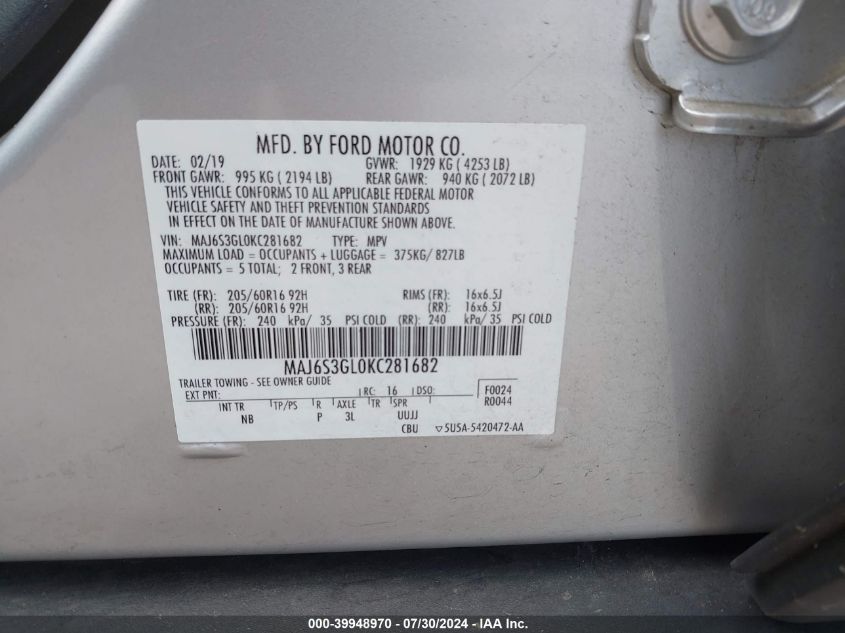 MFD. BY FORD MOTOR CO.
DATE: 02/19 GVWR: 1929 KG ( 4253 LB)
FRONT GAWR: 995 KG ( 2194 LB) REAR GAWR: 940 KG ( 2072 LB)
THIS VEHICLE CONFORMS TO ALL APPLICABLE FEDERAL MOTOR
VEHICLE SAFETY AND THEFT PREVENTION STANDARDS
IN EFFECT ON THE DATE OF MANUFACTURE SHOWN ABOVE.
VIN: MAJ6S3GL0KC281682 TYPE: MPV
MAXIMUM LOAD = OCCUPANTS + LUGGAGE = 375KG/ 827LB
OCCUPANTS = 5 TOTAL; 2 FRONT, 3 REAR
TIRE (FR): 205/60R16 92H RIMS (FR): 16x6.5J
(RR): 205/60R16 92H (RR): 16x6.5J
PRESSURE (FR): 240 kPa/ 35 PSI COLD (RR): 240 kPa/ 35 PSI COLD
MAJ6S3GL0KC281682
TRAILER TOWING - SEE OWNER GUIDE
EXT PNT: RC: 16 DSO: F0024
INT TR TP/PS R AXLE TR SPR R0044
NB P 3L UUJJ
CBU ▽5U5A-5420472-AA
000-39948970 / 07/30/2024 - IAAI.com/US/Home